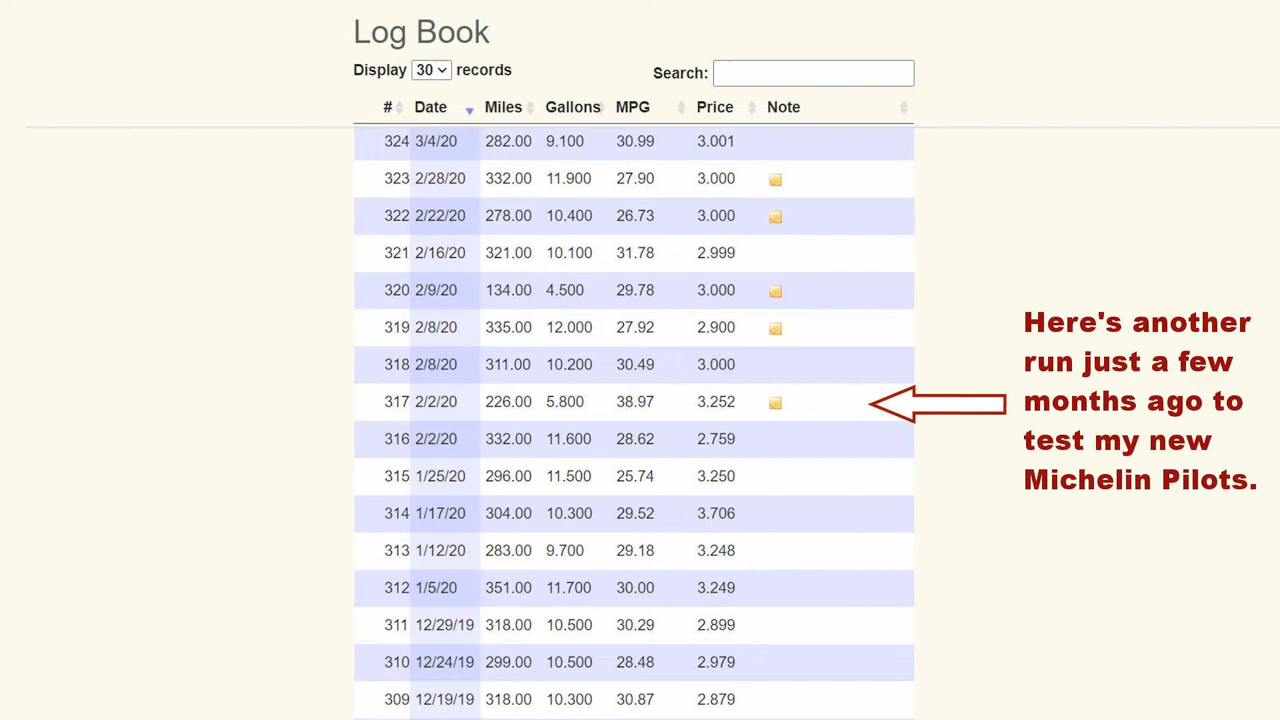 Log Book
Display 30 records Search:
# Date Miles Gallons MPG Price Note
324 3/4/20 282.00 9.100 30.99 3.001
323 2/28/20 332.00 11.900 27.90 3.000
322 2/22/20 278.00 10.400 26.73 3.000
321 2/16/20 321.00 10.100 31.78 2.999
320 2/9/20 134.00 4.500 29.78 3.000
319 2/8/20 335.00 12.000 27.92 2.900
318 2/8/20 311.00 10.200 30.49 3.000
317 2/2/20 226.00 5.800 38.97 3.252
316 2/2/20 332.00 11.600 28.62 2.759
315 1/25/20 296.00 11.500 25.74 3.250
314 1/17/20 304.00 10.300 29.52 3.706
313 1/12/20 283.00 9.700 29.18 3.248
312 1/5/20 351.00 11.700 30.00 3.249
311 12/29/19 318.00 10.500 30.29 2.899
310 12/24/19 299.00 10.500 28.48 2.979
309 12/19/19 318.00 10.300 30.87 2.879
Here's another
run just a few
months ago to
test my new
Michelin Pilots.